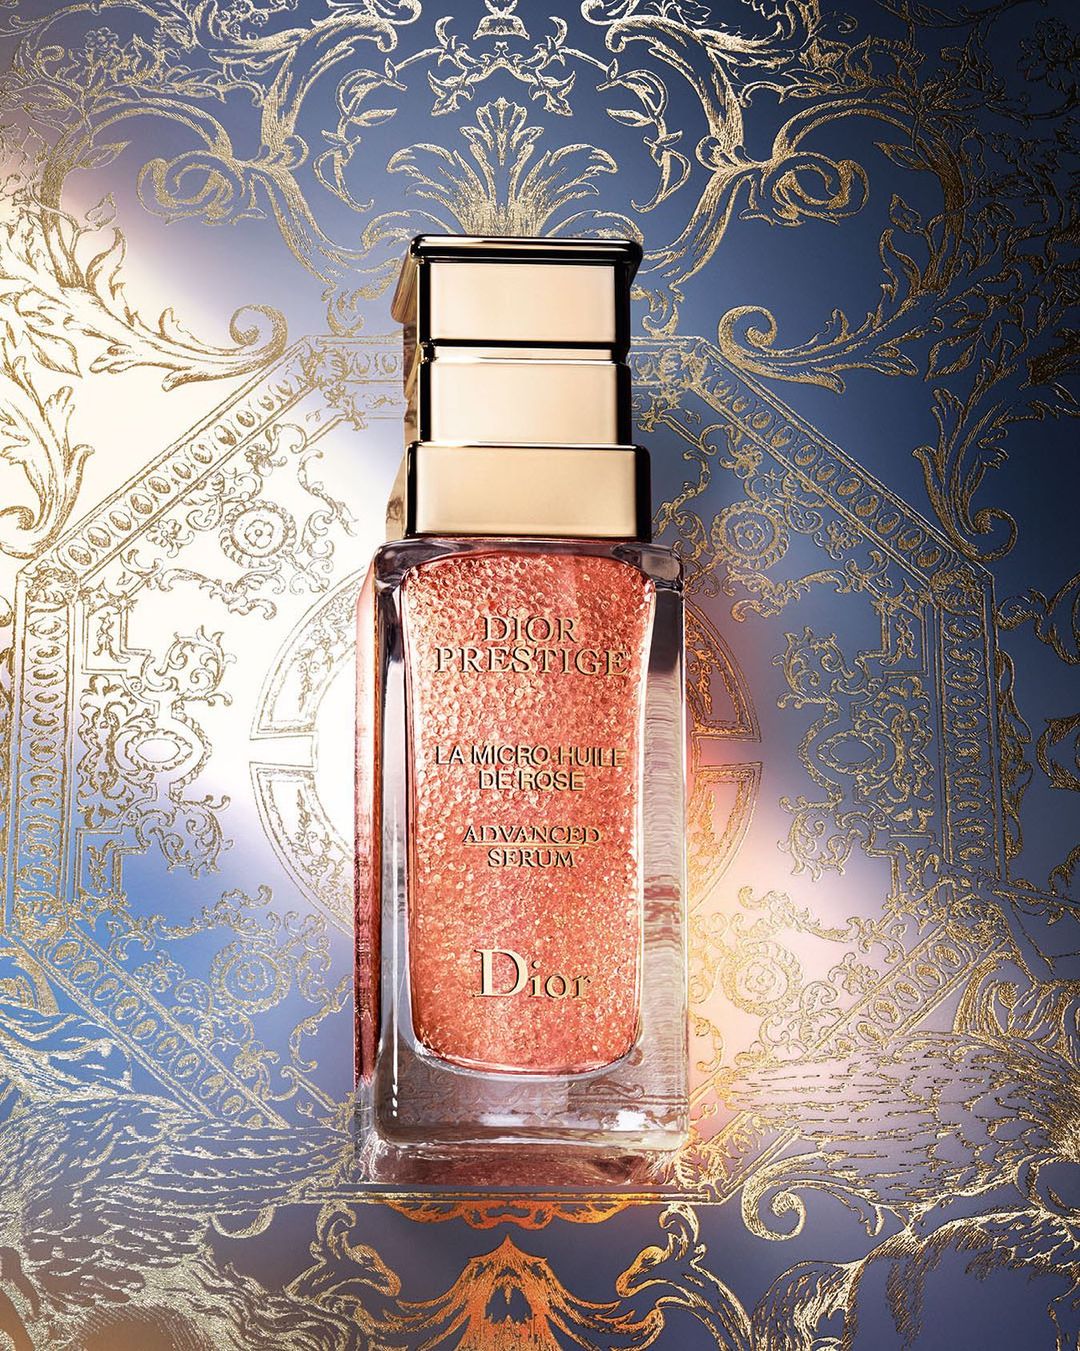 DIOR
PRESTIGE
LA MICRO-HUILE
DE ROSE
ADVANCED
SERUM
Dior